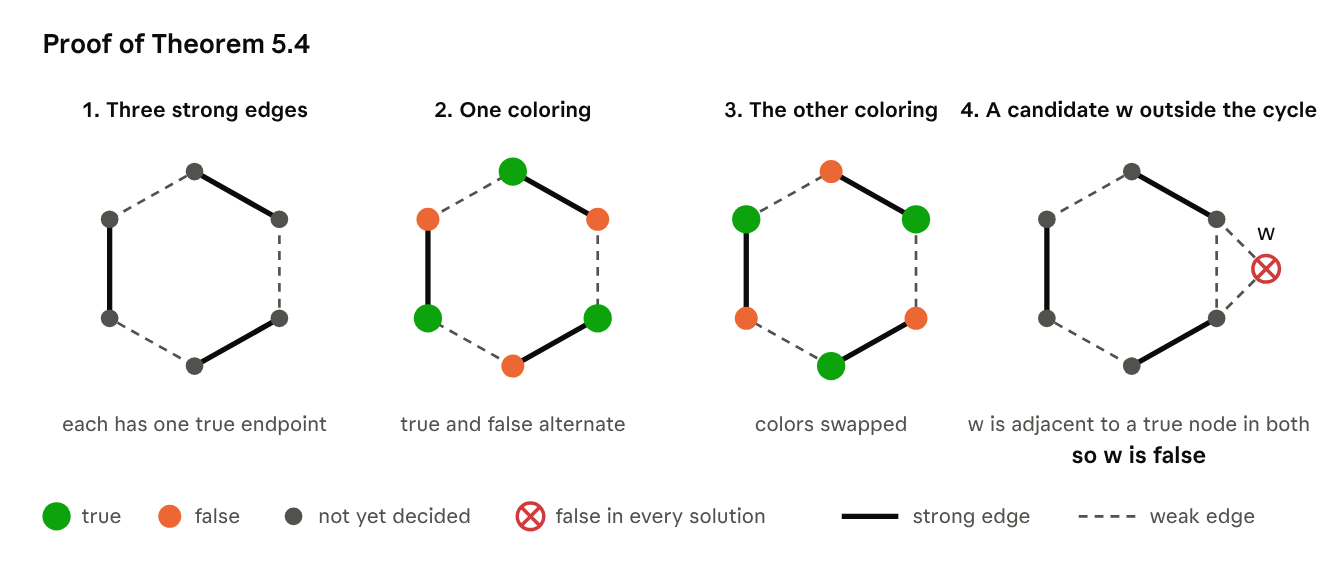 Proof of Theorem 5.4
1. Three strong edges
2. One coloring
3. The other coloring
4. A candidate w outside the cycle
w
each has one true endpoint
true and false alternate
colors swapped
w is adjacent to a true node in both
so w is false
true
false
not yet decided
false in every solution
strong edge
weak edge